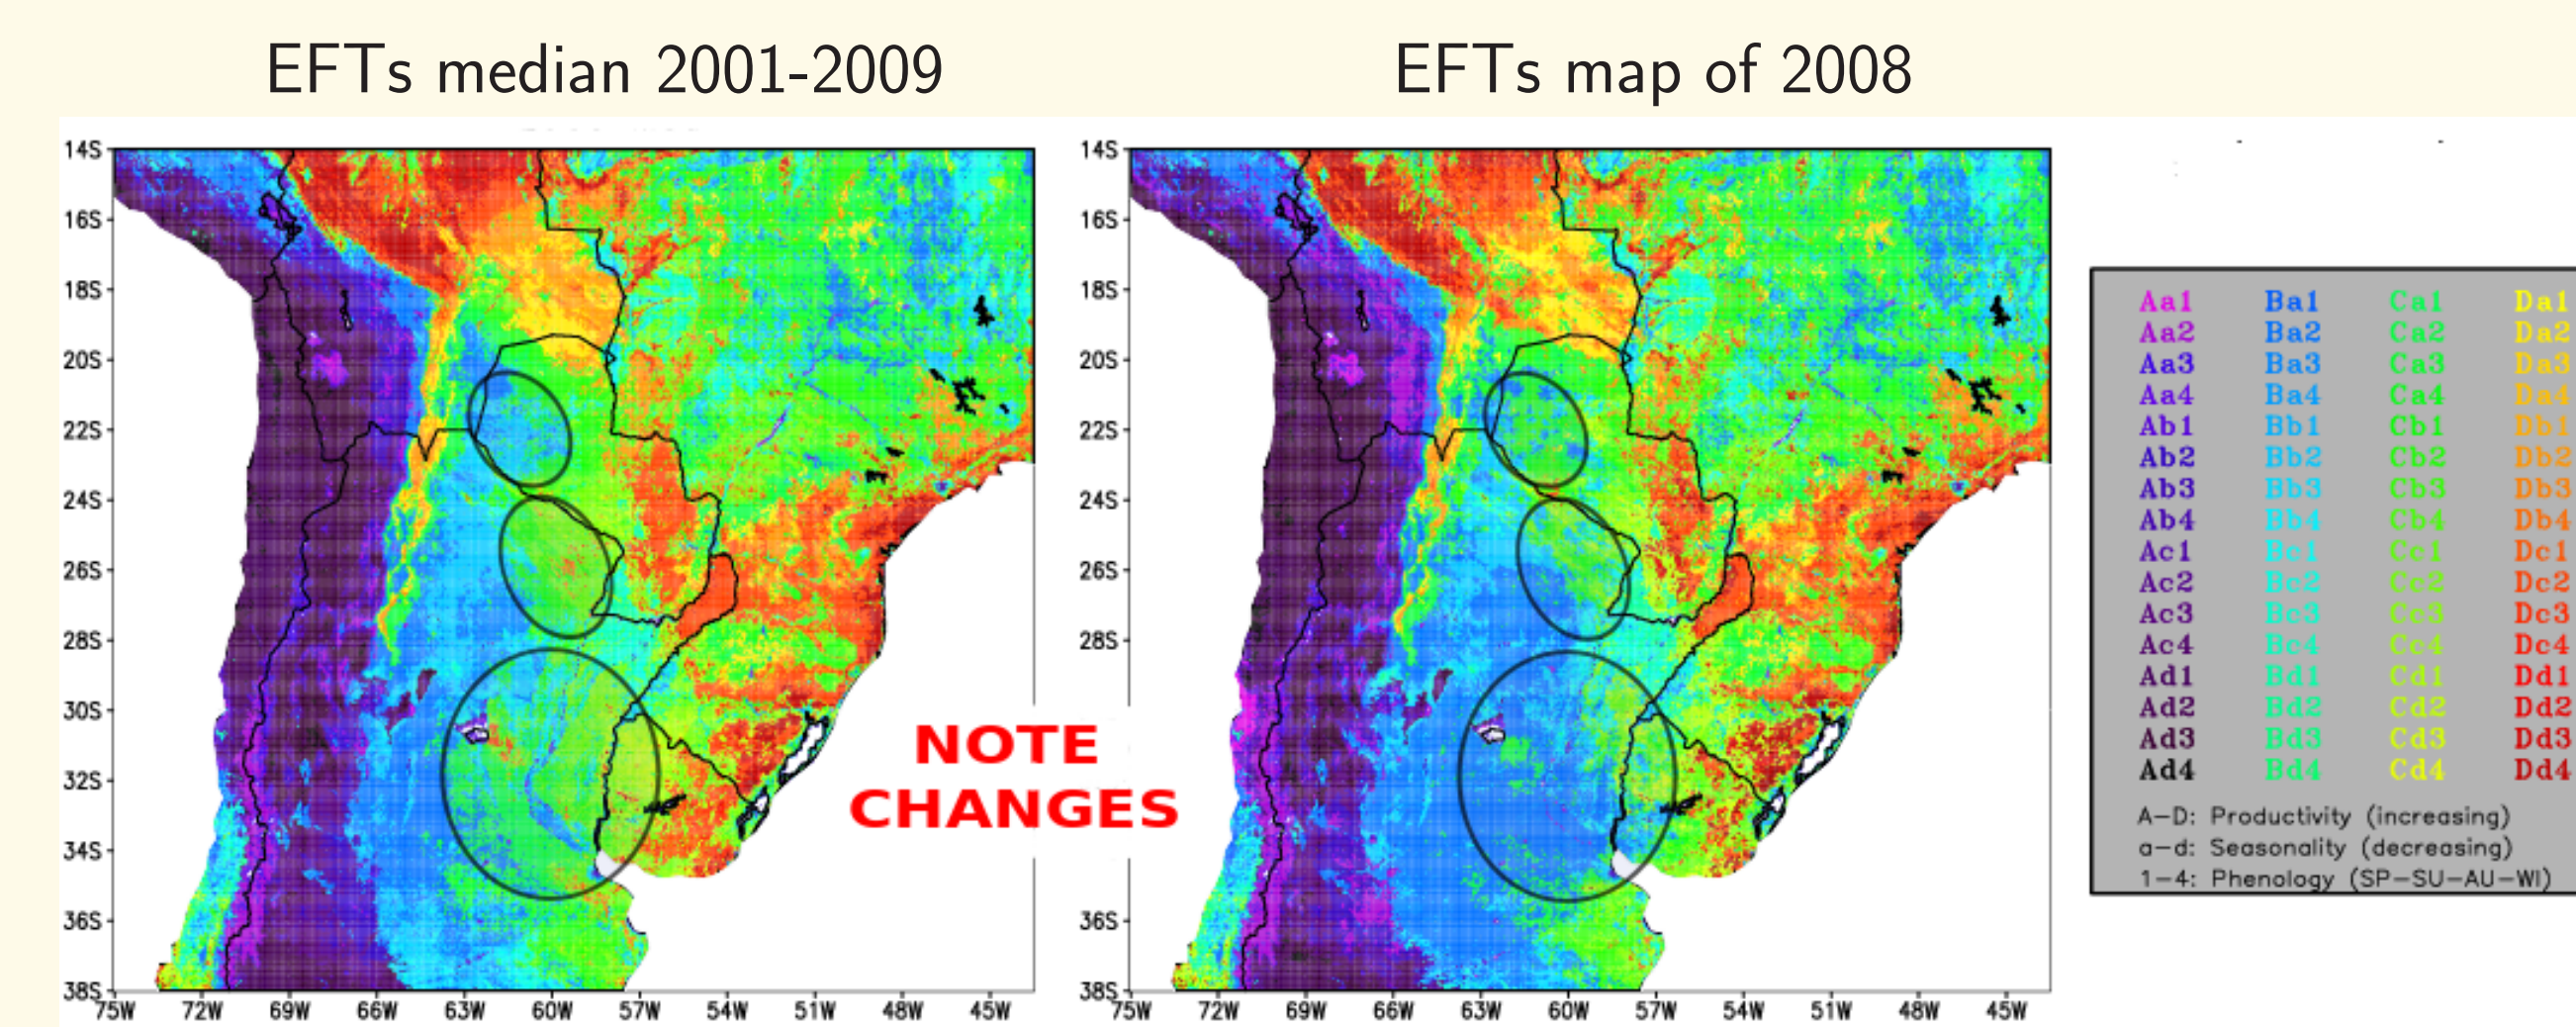 EFTs median 2001-2009
EFTs map of 2008
14S
16S
18S
20S
22S
24S
26S
28S
30S
32S
34S
36S
38S
75W 72W 69W 66W 63W 60W 57W 54W 51W 48W 45W
NOTE
CHANGES
14S
16S
18S
20S
22S
24S
26S
28S
30S
32S
34S
36S
38S
75W 72W 69W 66W 63W 60W 57W 54W 51W 48W 45W
Aa1 Ba1 Ca1 Da1
Aa2 Ba2 Ca2 Da2
Aa3 Ba3 Ca3 Da3
Aa4 Ba4 Ca4 Da4
Ab1 Bb1 Cb1 Db1
Ab2 Bb2 Cb2 Db2
Ab3 Bb3 Cb3 Db3
Ab4 Bb4 Cb4 Db4
Ac1 Bc1 Cc1 Dc1
Ac2 Bc2 Cc2 Dc2
Ac3 Bc3 Cc3 Dc3
Ac4 Bc4 Cc4 Dc4
Ad1 Bd1 Cd1 Dd1
Ad2 Bd2 Cd2 Dd2
Ad3 Bd3 Cd3 Dd3
Ad4 Bd4 Cd4 Dd4
A-D: Productivity (increasing)
a-d: Seasonality (decreasing)
1-4: Phenology (SP-SU-AU-WI)